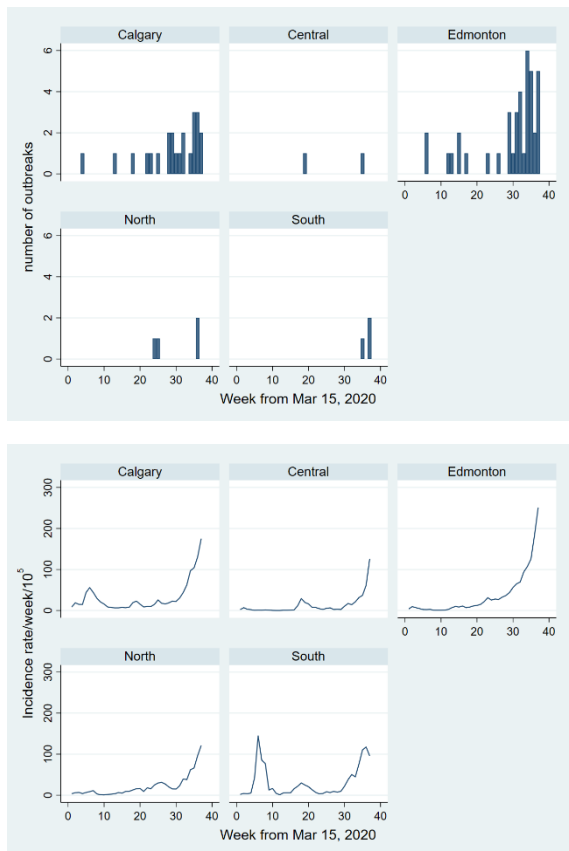 Calgary Central Edmonton
number of outbreaks
6
4
2
0
0 10 20 30 40
North South
6
4
2
0
0 10 20 30 40 0 10 20 30 40
Week from Mar 15, 2020
Calgary Central Edmonton
Incidence rate/week/10⁵
300
200
100
0
0 10 20 30 40
North South
300
200
100
0
0 10 20 30 40 0 10 20 30 40
Week from Mar 15, 2020